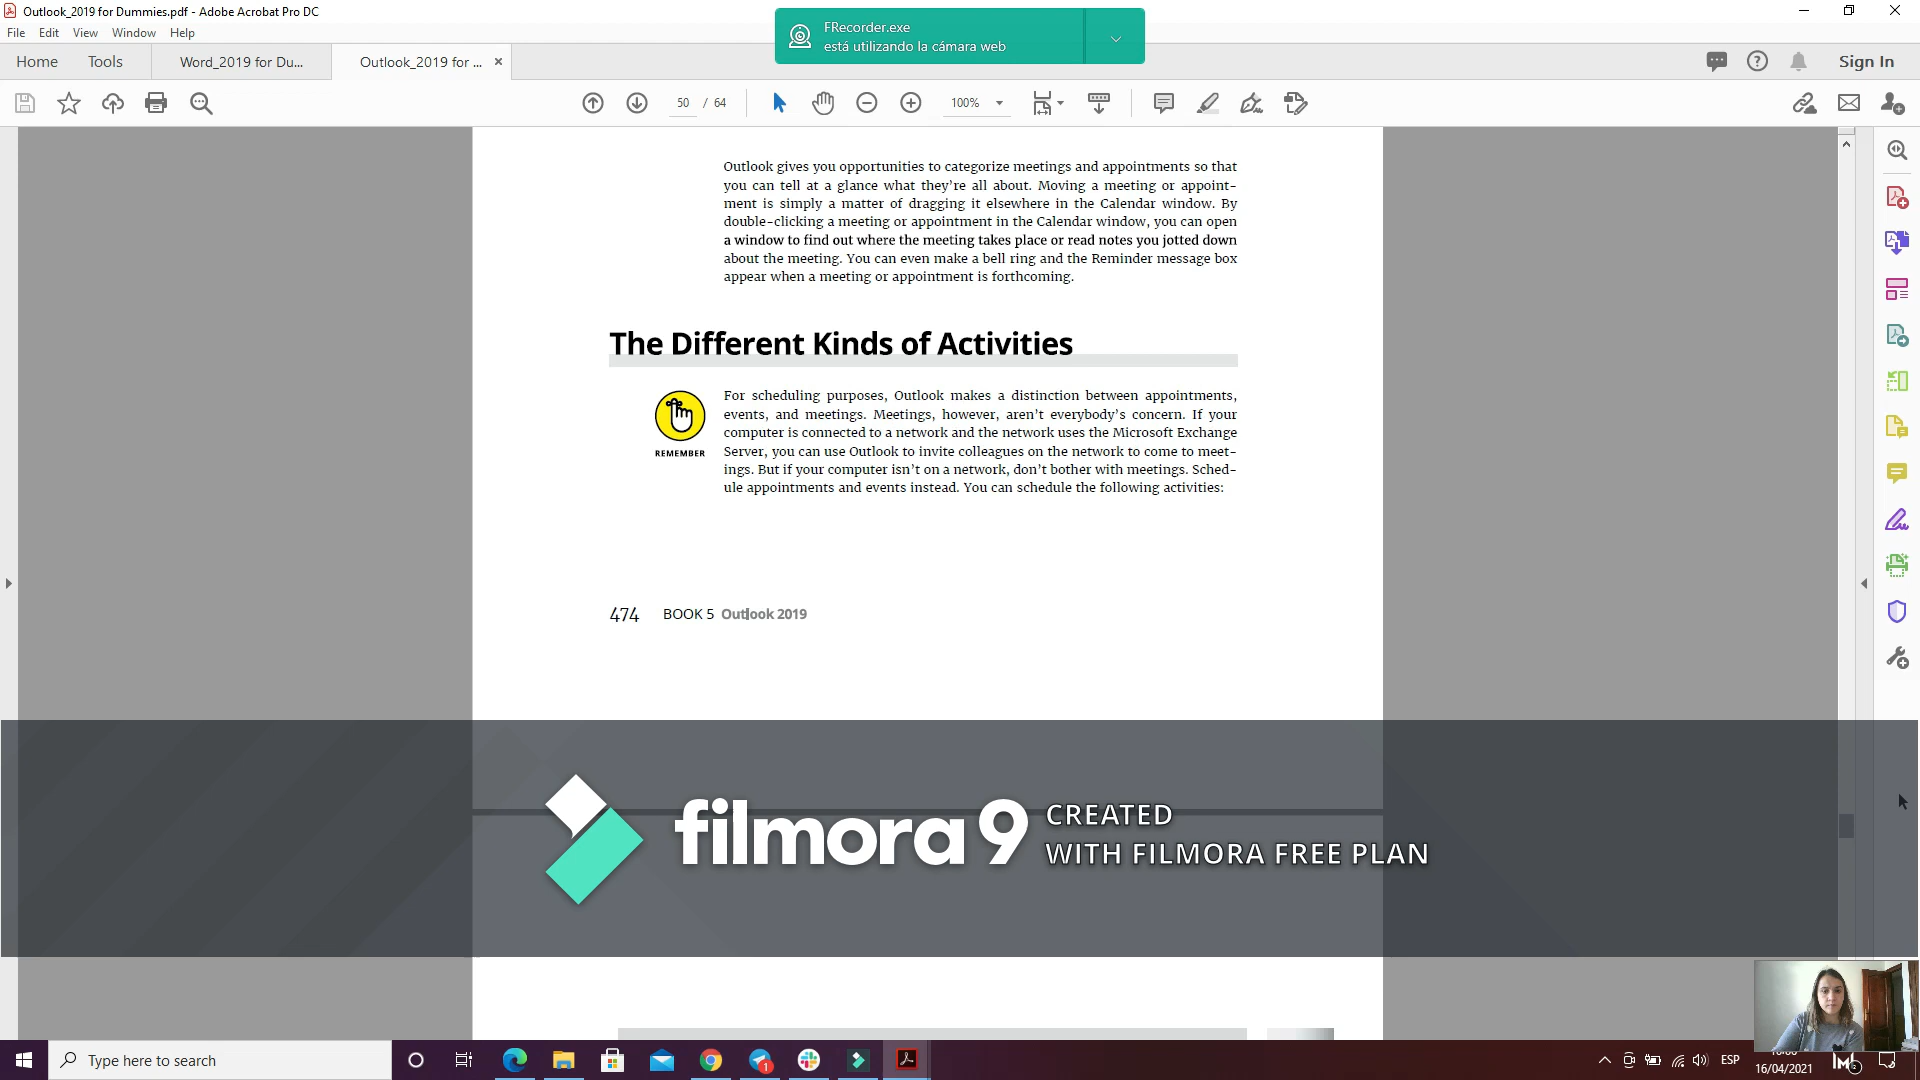 Outlook_2019 for Dummies.pdf - Adobe Acrobat Pro DC
File Edit View Window Help
FRecorder.exe
está utilizando la cámara web
Home Tools Word_2019 for Du... Outlook_2019 for ... Sign In
50 / 64 100%
Outlook gives you opportunities to categorize meetings and appointments so that
you can tell at a glance what they're all about. Moving a meeting or appoint-
ment is simply a matter of dragging it elsewhere in the Calendar window. By
double-clicking a meeting or appointment in the Calendar window, you can open
a window to find out where the meeting takes place or read notes you jotted down
about the meeting. You can even make a bell ring and the Reminder message box
appear when a meeting or appointment is forthcoming.
The Different Kinds of Activities
For scheduling purposes, Outlook makes a distinction between appointments,
events, and meetings. Meetings, however, aren't everybody's concern. If your
computer is connected to a network and the network uses the Microsoft Exchange
Server, you can use Outlook to invite colleagues on the network to come to meet-
ings. But if your computer isn't on a network, don't bother with meetings. Sched-
ule appointments and events instead. You can schedule the following activities:
REMEMBER
474 BOOK 5 Outlook 2019
filmora 9 CREATED
WITH FILMORA FREE PLAN
Type here to search
1
ESP
16/04/2021